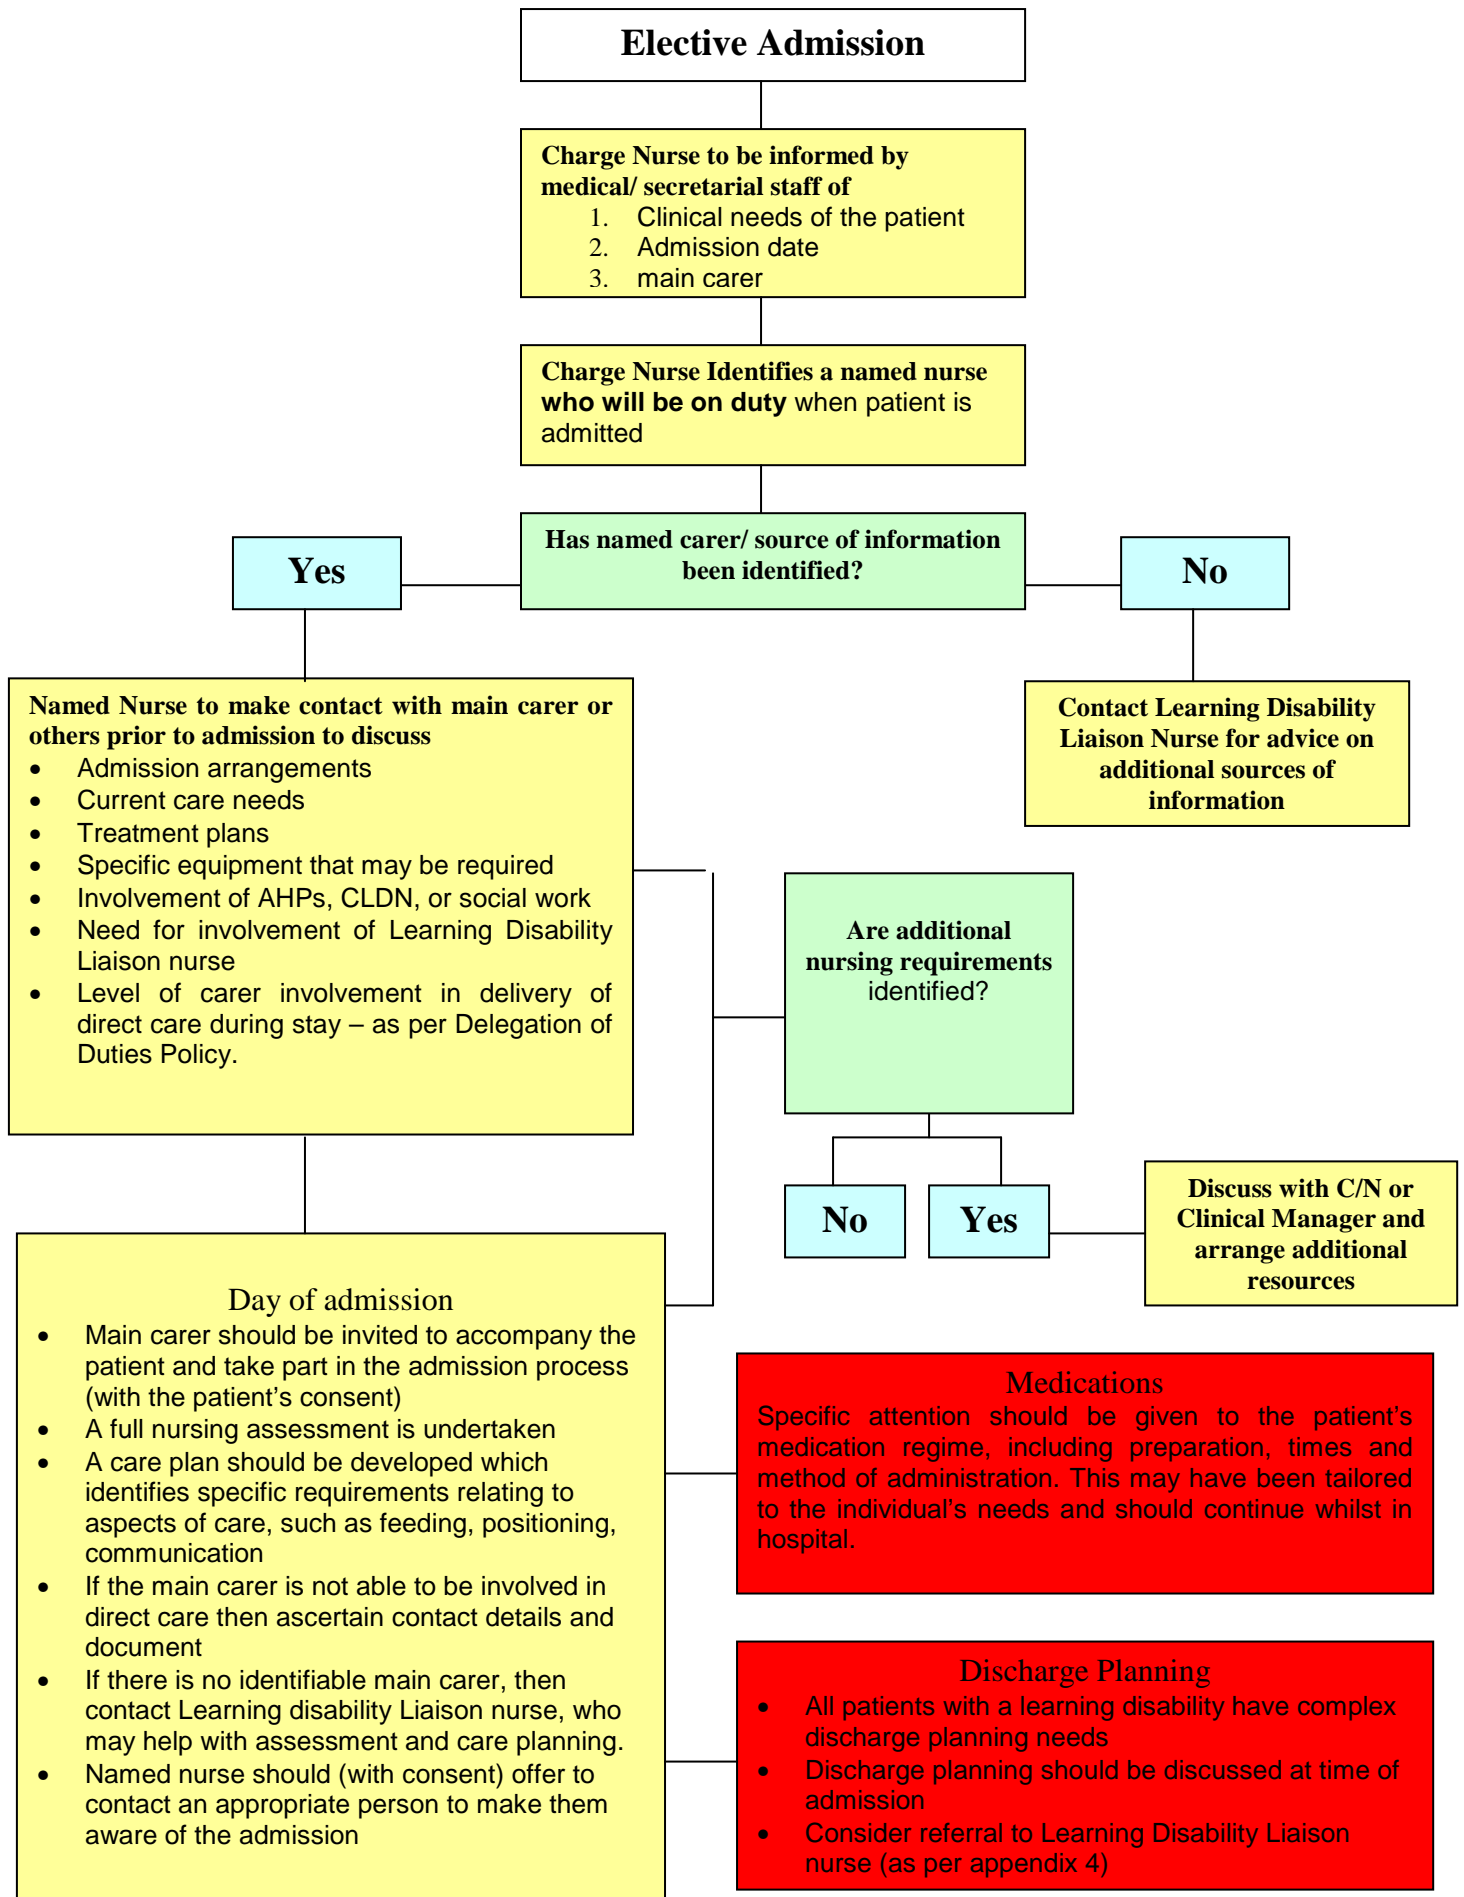 Elective Admission
Charge Nurse to be informed by
medical/ secretarial staff of
1. Clinical needs of the patient
2. Admission date
3. main carer
Charge Nurse Identifies a named nurse
who will be on duty when patient is
admitted
Has named carer/ source of information
been identified?
Yes
No
Named Nurse to make contact with main carer or
others prior to admission to discuss
• Admission arrangements
• Current care needs
• Treatment plans
• Specific equipment that may be required
• Involvement of AHPs, CLDN, or social work
• Need for involvement of Learning Disability
Liaison nurse
• Level of carer involvement in delivery of
direct care during stay – as per Delegation of
Duties Policy.
Contact Learning Disability
Liaison Nurse for advice on
additional sources of
information
Are additional
nursing requirements
identified?
No
Yes
Discuss with C/N or
Clinical Manager and
arrange additional
resources
Day of admission
• Main carer should be invited to accompany the
patient and take part in the admission process
(with the patient's consent)
• A full nursing assessment is undertaken
• A care plan should be developed which
identifies specific requirements relating to
aspects of care, such as feeding, positioning,
communication
• If the main carer is not able to be involved in
direct care then ascertain contact details and
document
• If there is no identifiable main carer, then
contact Learning disability Liaison nurse, who
may help with assessment and care planning.
• Named nurse should (with consent) offer to
contact an appropriate person to make them
aware of the admission
Medications
Specific attention should be given to the patient's
medication regime, including preparation, times and
method of administration. This may have been tailored
to the individual's needs and should continue whilst in
hospital.
Discharge Planning
• All patients with a learning disability have complex
discharge planning needs
• Discharge planning should be discussed at time of
admission
• Consider referral to Learning Disability Liaison
nurse (as per appendix 4)